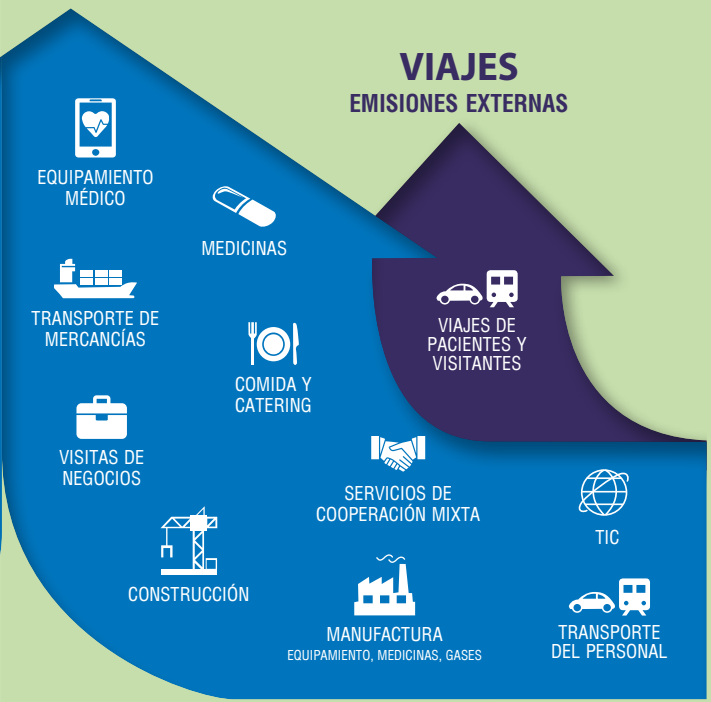 VIAJES
EMISIONES EXTERNAS
EQUIPAMIENTO
MÉDICO
MEDICINAS
TRANSPORTE DE
MERCANCÍAS
VIAJES DE
PACIENTES Y
VISITANTES
COMIDA Y
CATERING
VISITAS DE
NEGOCIOS
SERVICIOS DE
COOPERACIÓN MIXTA
TIC
CONSTRUCCIÓN
MANUFACTURA
EQUIPAMIENTO, MEDICINAS, GASES
TRANSPORTE
DEL PERSONAL